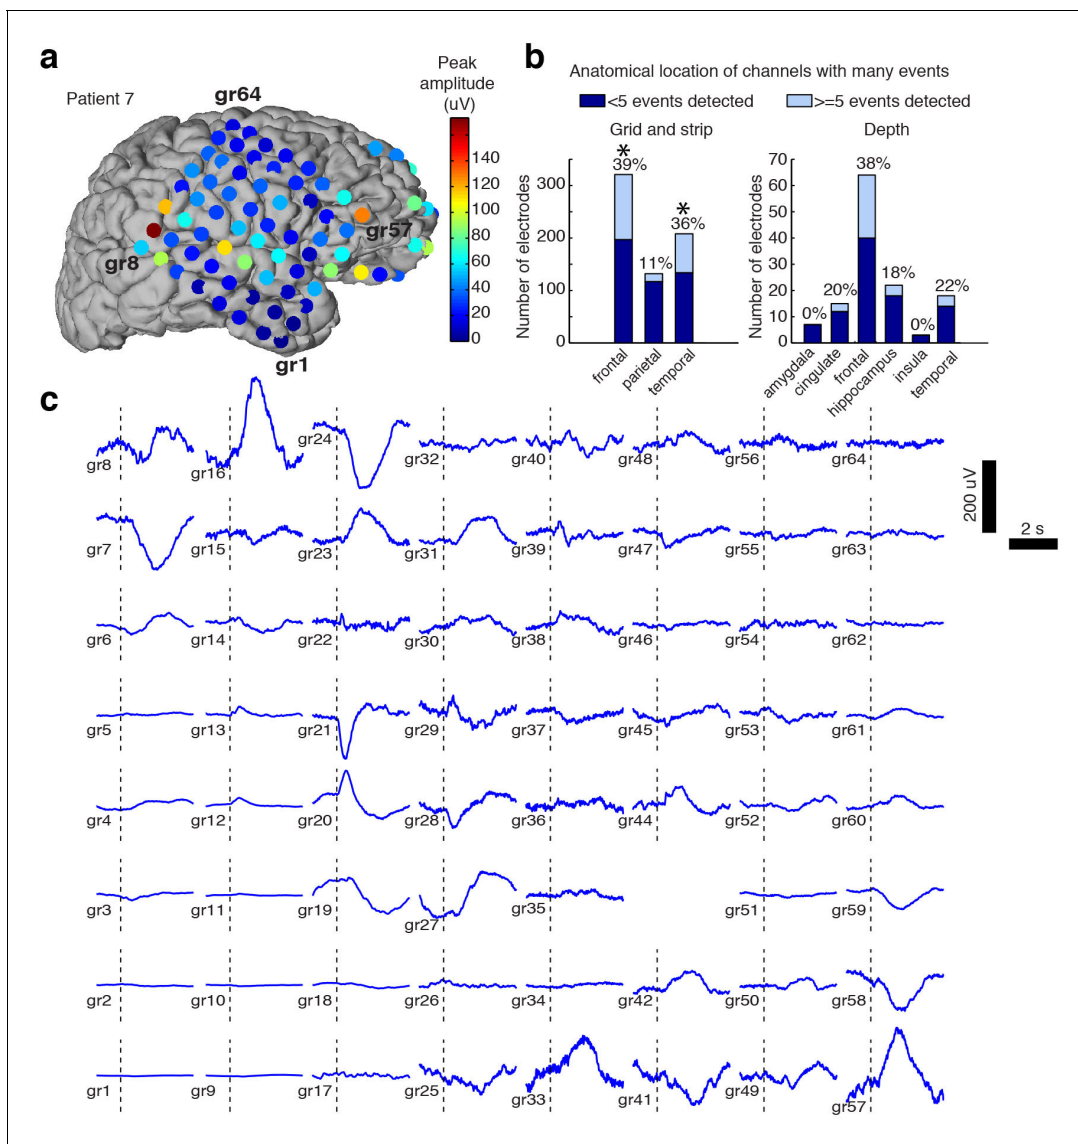 a
Patient 7
gr64
gr57
gr8
gr1
Peak
amplitude
(uV)
140
120
100
80
60
40
20
0
b
Anatomical location of channels with many events
<5 events detected
>=5 events detected
Grid and strip
Number of electrodes
300
200
100
0
*
39%
11%
*
36%
frontal
parietal
temporal
Depth
Number of electrodes
70
60
50
40
30
20
10
0
0%
20%
38%
18%
0%
22%
amygdala
cingulate
frontal
hippocampus
insula
temporal
c
gr8 gr16 gr24 gr32 gr40 gr48 gr56 gr64
gr7 gr15 gr23 gr31 gr39 gr47 gr55 gr63
gr6 gr14 gr22 gr30 gr38 gr46 gr54 gr62
gr5 gr13 gr21 gr29 gr37 gr45 gr53 gr61
gr4 gr12 gr20 gr28 gr36 gr44 gr52 gr60
gr3 gr11 gr19 gr27 gr35 gr51 gr59
gr2 gr10 gr18 gr26 gr34 gr42 gr50 gr58
gr1 gr9 gr17 gr25 gr33 gr41 gr49 gr57
200 uV
2 s